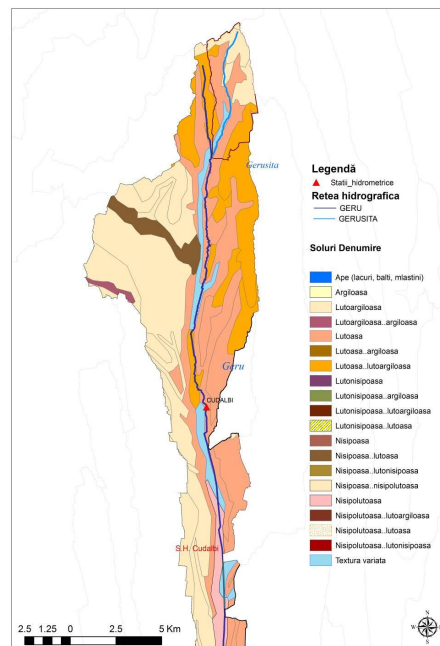 Gerusita
Geru
CUDALBI
S.H. Cudalbi
Legendă
Statii_hidrometrice
Retea hidrografica
GERU
GERUSITA
Soluri Denumire
Ape (lacuri, balti, mlastini)
Argiloasa
Lutoargiloasa
Lutoargiloasa..argiloasa
Lutoasa
Lutoasa..argiloasa
Lutoasa..lutoargiloasa
Lutonisipoasa
Lutonisipoasa..argiloasa
Lutonisipoasa..lutoargiloasa
Lutonisipoasa..lutoasa
Nisipoasa
Nisipoasa..lutoasa
Nisipoasa..lutonisipoasa
Nisipoasa..nisipolutoasa
Nisipolutoasa
Nisipolutoasa..lutoargiloasa
Nisipolutoasa..lutoasa
Nisipolutoasa..lutonisipoasa
Textura variata
2.5 1.25 0 2.5 5 Km
N
W E
S